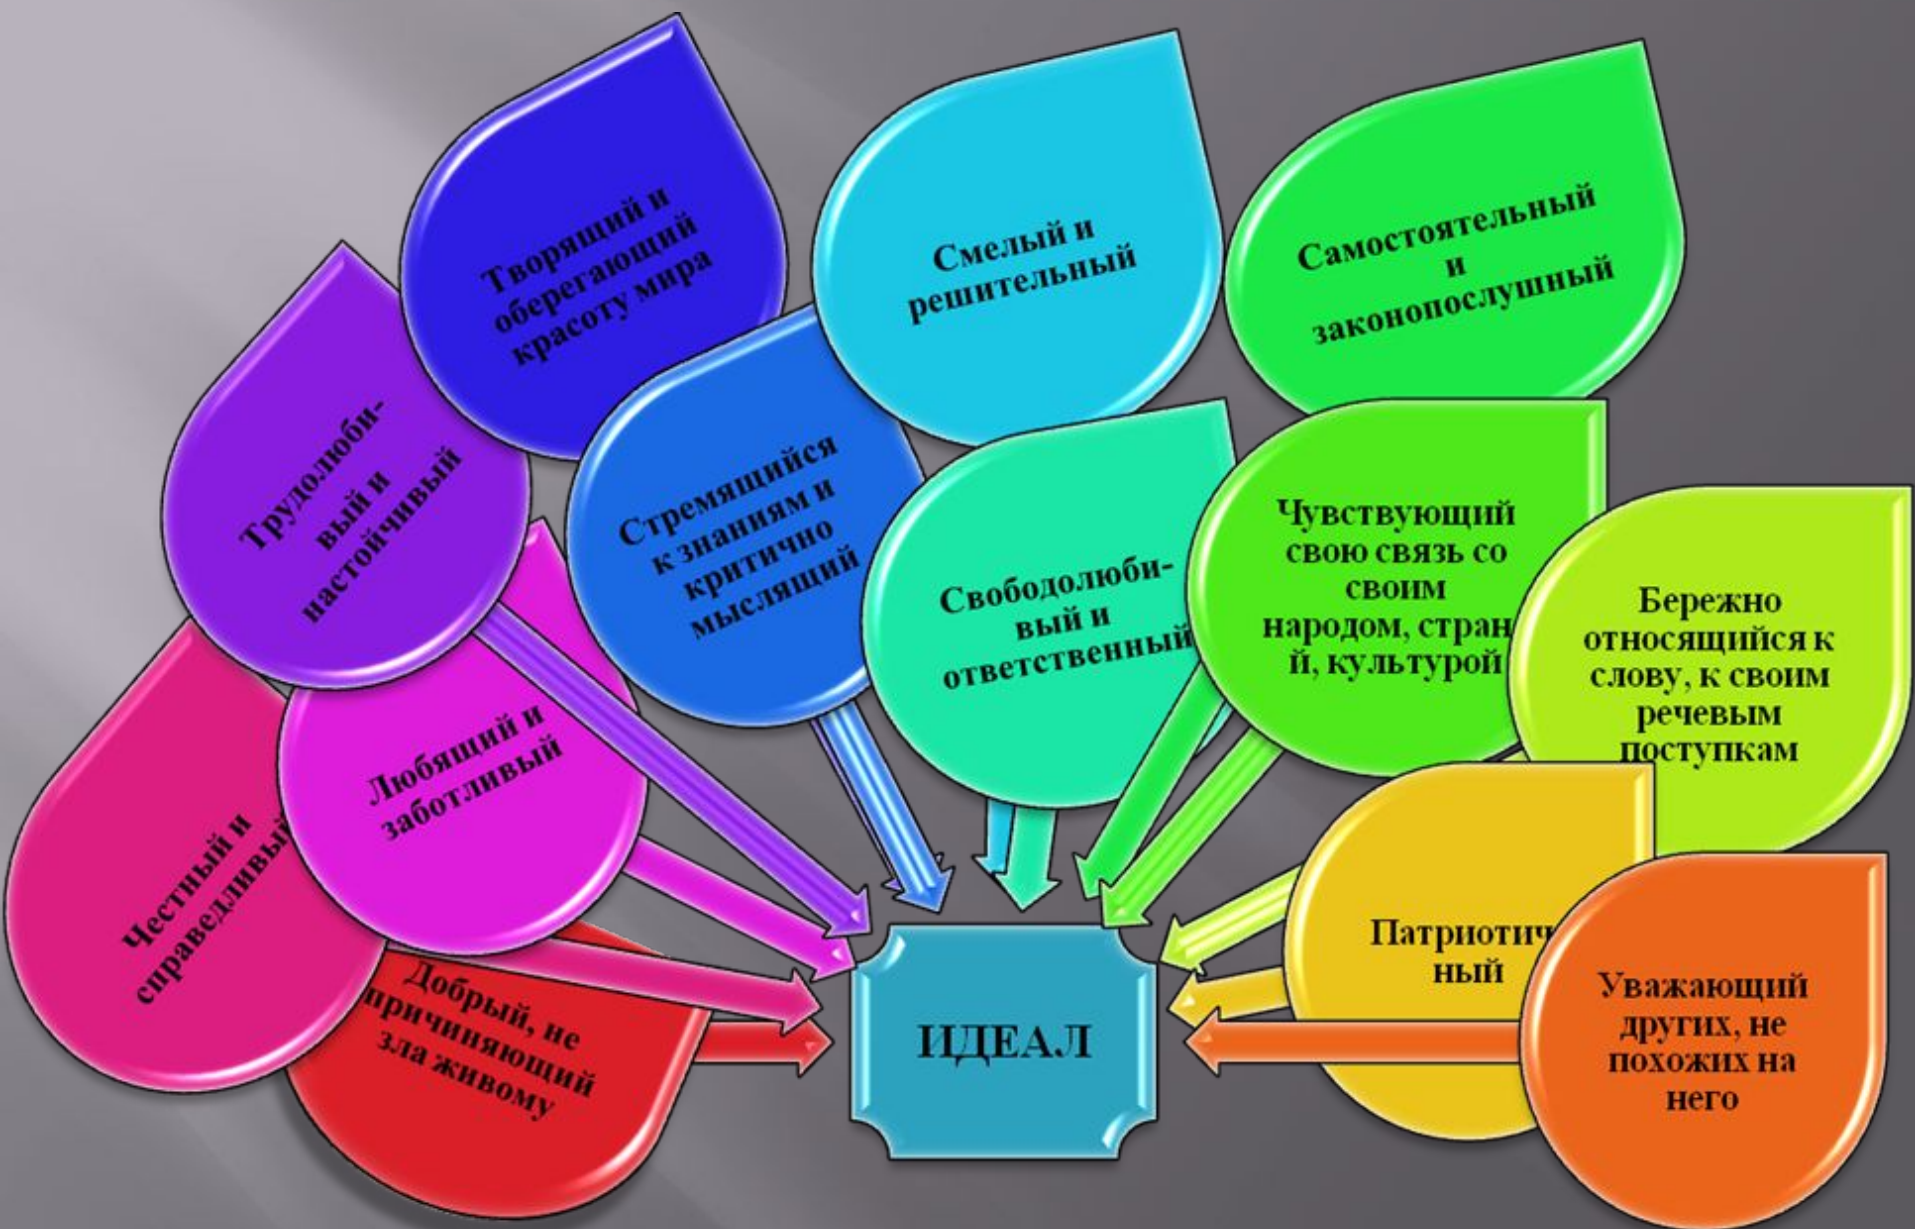 Творящий и
оберегающий
красоту мира
Смелый и
решительный
Самостоятельный
и
законопослушный
Трудолюби-
вый и
настойчивый
Стремящийся
к знаниям и
критично
мыслящий
Свободолюби-
вый и
ответственный
Чувствующий
свою связь со
своим
народом, стран
й, культурой
Бережно
относящийся к
слову, к своим
речевым
поступкам
Любящий и
заботливый
Честный и
справедливый
Добрый, не
причиняющий
зла живому
ИДЕАЛ
Патриотич
ный
Уважающий
других, не
похожих на
него